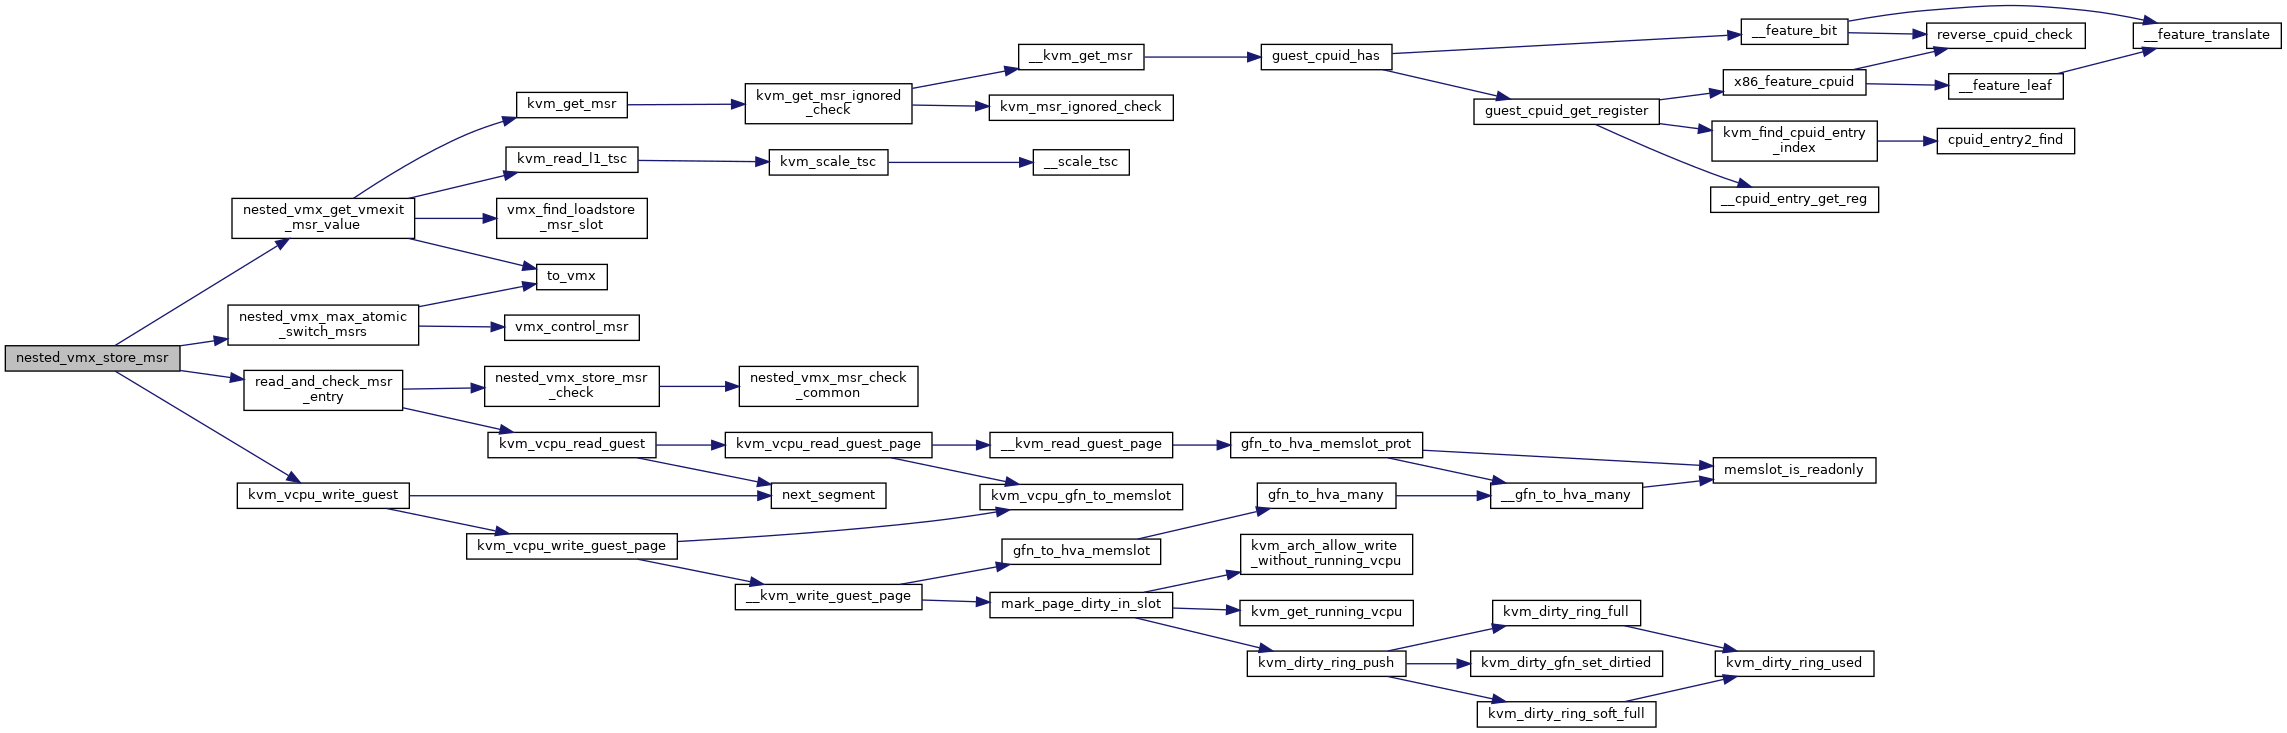 nested_vmx_store_msr
nested_vmx_get_vmexit
_msr_value
nested_vmx_max_atomic
_switch_msrs
read_and_check_msr
_entry
kvm_vcpu_write_guest
kvm_get_msr
kvm_read_l1_tsc
vmx_find_loadstore
_msr_slot
to_vmx
vmx_control_msr
nested_vmx_store_msr
_check
kvm_vcpu_read_guest
kvm_vcpu_write_guest_page
kvm_get_msr_ignored
_check
kvm_scale_tsc
nested_vmx_msr_check
_common
kvm_vcpu_read_guest_page
next_segment
__kvm_write_guest_page
__kvm_get_msr
kvm_msr_ignored_check
__scale_tsc
__kvm_read_guest_page
kvm_vcpu_gfn_to_memslot
gfn_to_hva_memslot
mark_page_dirty_in_slot
guest_cpuid_has
gfn_to_hva_memslot_prot
gfn_to_hva_many
kvm_arch_allow_write
_without_running_vcpu
kvm_get_running_vcpu
kvm_dirty_ring_push
guest_cpuid_get_register
__gfn_to_hva_many
kvm_dirty_ring_full
kvm_dirty_gfn_set_dirtied
kvm_dirty_ring_soft_full
__feature_bit
x86_feature_cpuid
kvm_find_cpuid_entry
_index
__cpuid_entry_get_reg
memslot_is_readonly
kvm_dirty_ring_used
reverse_cpuid_check
__feature_leaf
cpuid_entry2_find
__feature_translate